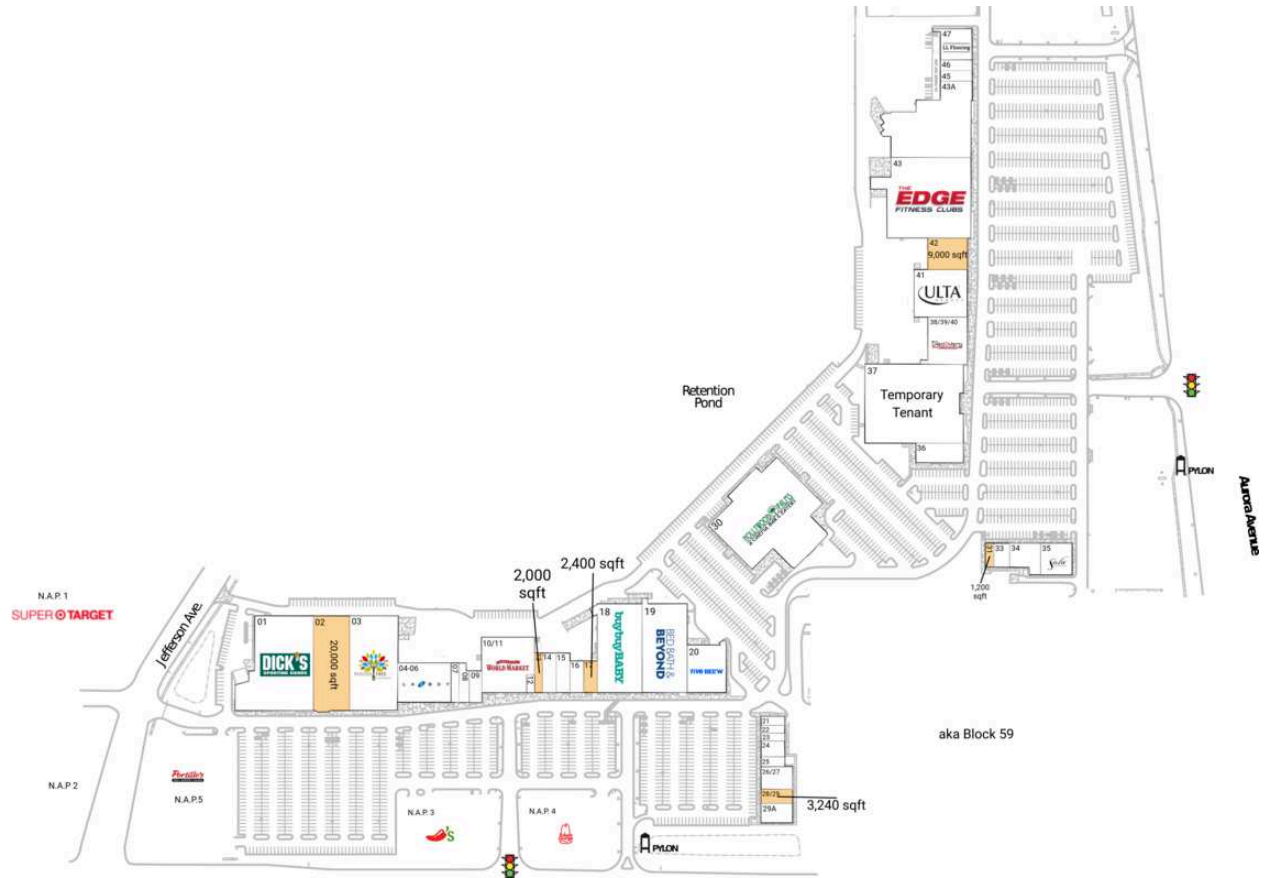 47
LL Flooring
46
45
43A
43
THE
EDGE
FITNESS CLUBS
42
9,000 sqft
41
ULTA
38/39/40
37
Temporary
Tenant
36
Retention
Pond
PYLON
Aurora Avenue
30
33
34
35
1,200
sqft
2,400 sqft
2,000
sqft
N.A.P. 1
SUPER TARGET
Jefferson Ave.
01
DICK'S
SPORTING GOODS
02
20,000 sqft
03
04-06
07
08
09
10/11
WORLD MARKET
12
14
15
16
17
18
buybuyBABY
19
BED BATH &
BEYOND
20
FIVE BELOW
21
22
23
24
25
26/27
28/29
29A
3,240 sqft
aka Block 59
N.A.P. 2
Portillo's
N.A.P. 5
N.A.P. 3
'S
N.A.P. 4
PYLON